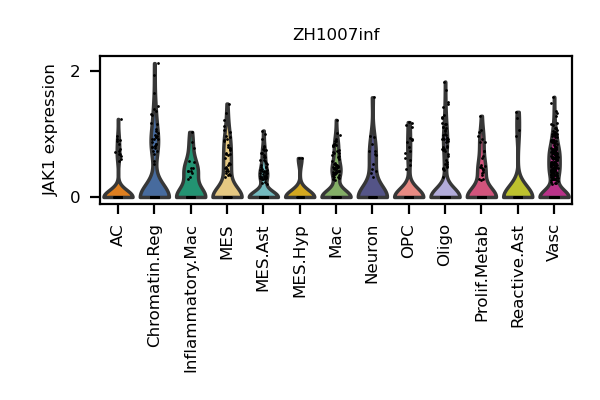 ZH1007inf
JAK1 expression
2
0
AC
Chromatin.Reg
Inflammatory.Mac
MES
MES.Ast
MES.Hyp
Mac
Neuron
OPC
Oligo
Prolif.Metab
Reactive.Ast
Vasc